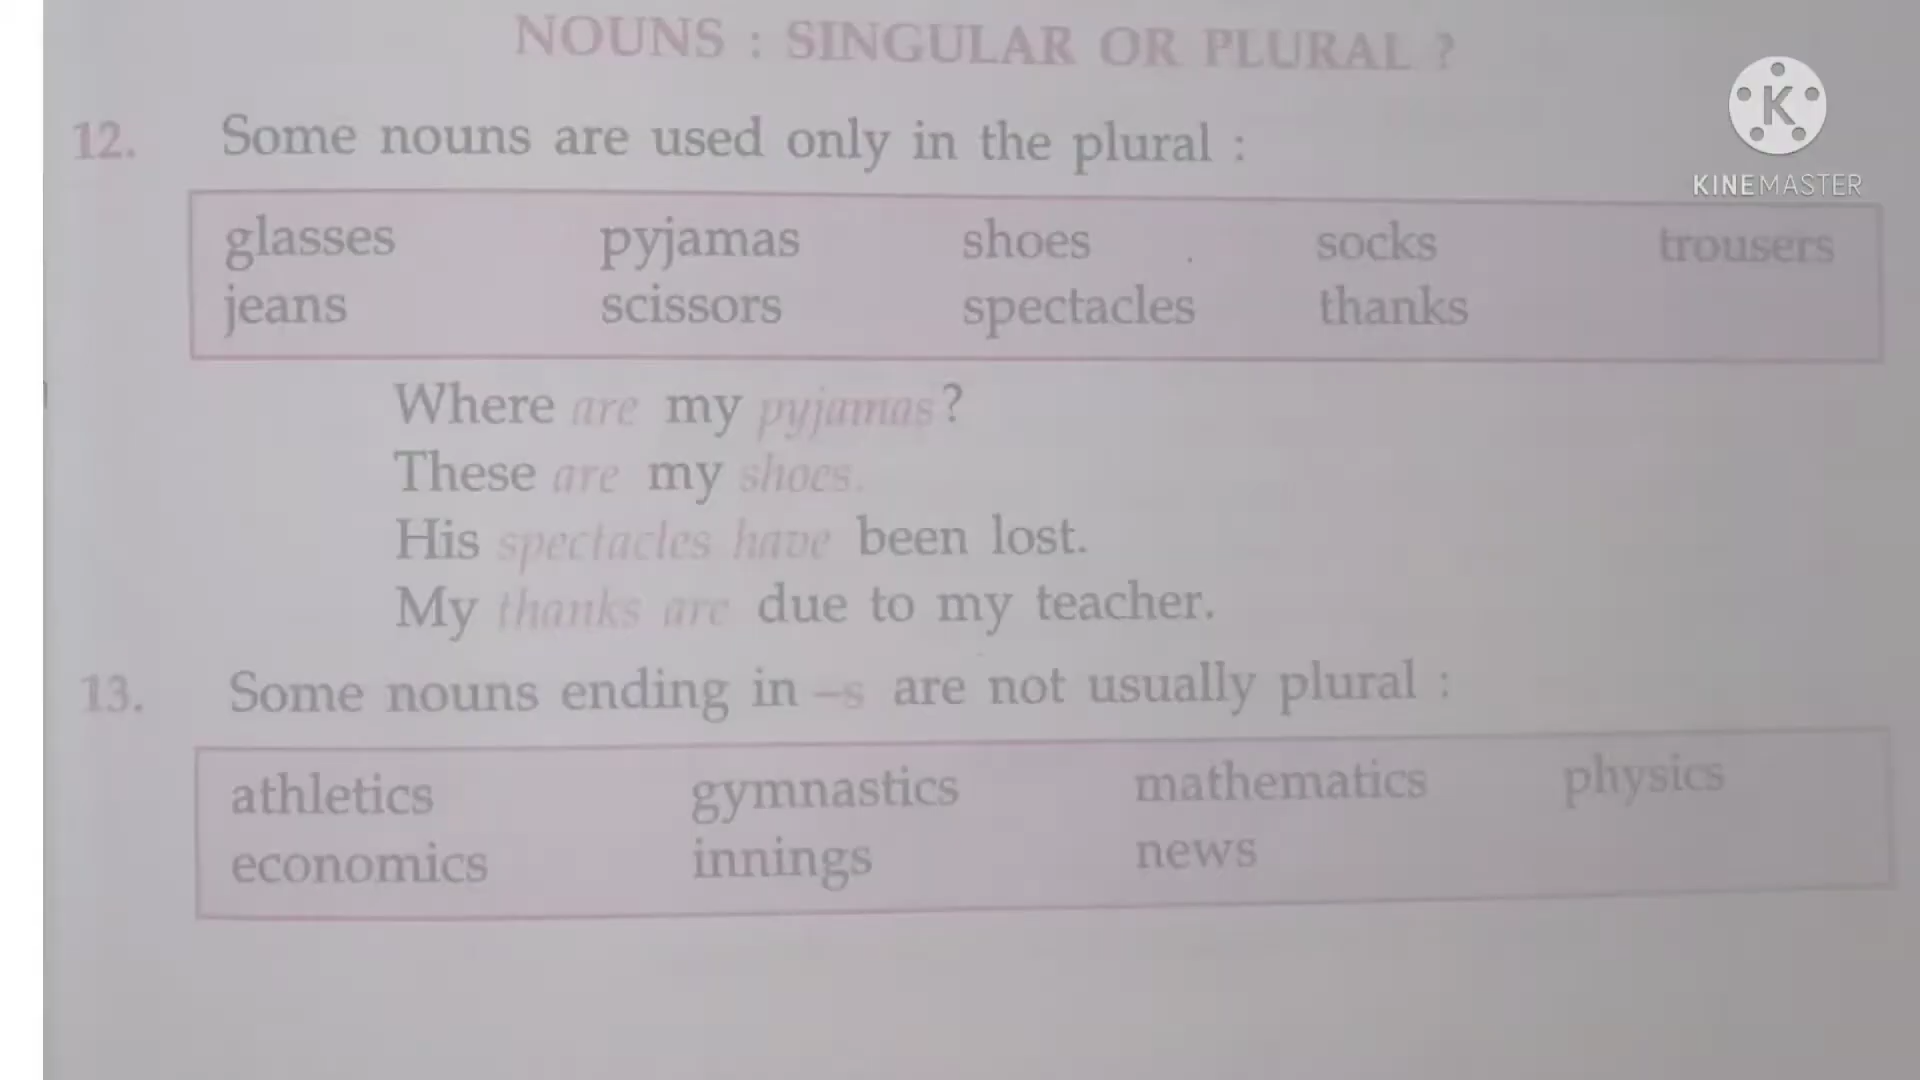 NOUNS : SINGULAR OR PLURAL ?
K
KINEMASTER
12. Some nouns are used only in the plural :
glasses pyjamas shoes socks trousers
jeans scissors spectacles thanks
Where are my pyjamas?
These are my shoes.
His spectacles have been lost.
My thanks are due to my teacher.
13. Some nouns ending in –s are not usually plural :
athletics gymnastics mathematics physics
economics innings news